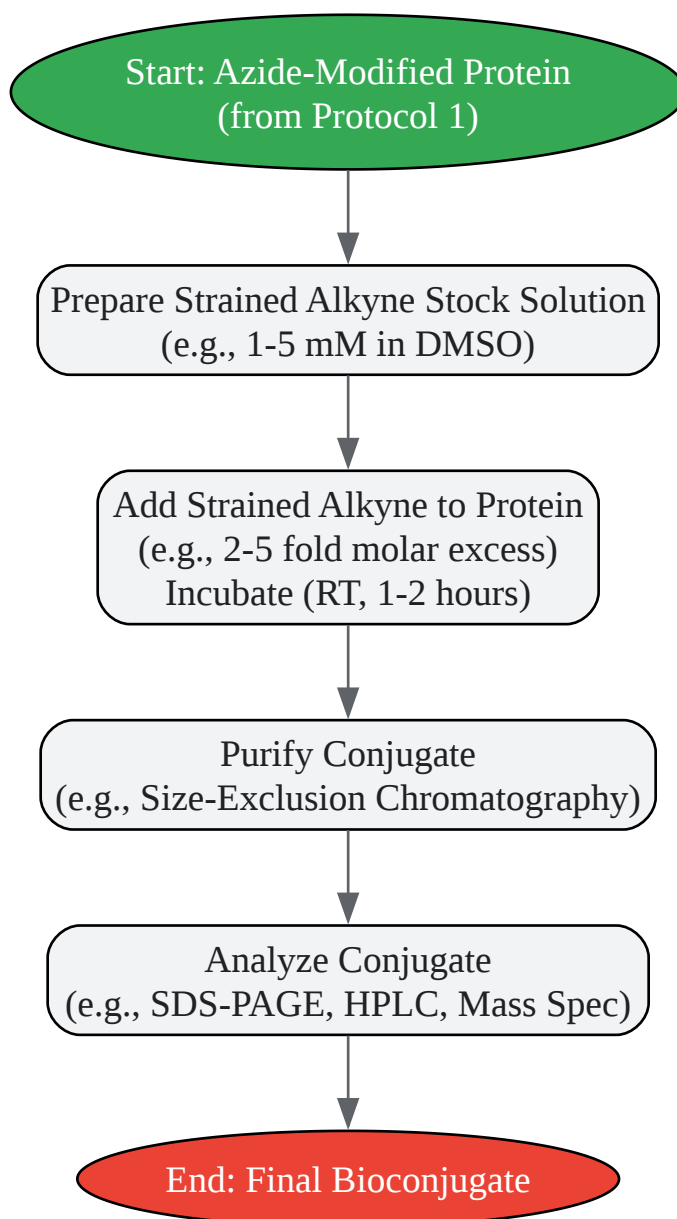 Start: Azide-Modified Protein
(from Protocol 1)
Prepare Strained Alkyne Stock Solution
(e.g., 1-5 mM in DMSO)
Add Strained Alkyne to Protein
(e.g., 2-5 fold molar excess)
Incubate (RT, 1-2 hours)
Purify Conjugate
(e.g., Size-Exclusion Chromatography)
Analyze Conjugate
(e.g., SDS-PAGE, HPLC, Mass Spec)
End: Final Bioconjugate